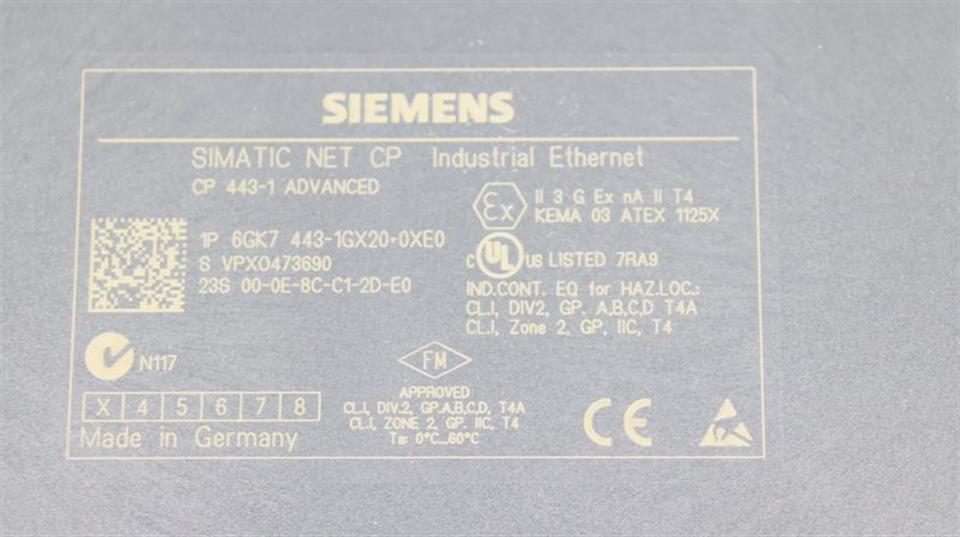 SIEMENS
SIMATIC NET CP Industrial Ethernet
CP 443-1 ADVANCED
Ex
II 3 G Ex nA II T4
KEMA 03 ATEX 1125X
1P 6GK7 443-1GX20-0XE0
S VPX0473690
23S 00-0E-8C-C1-2D-E0
c UL US LISTED 7RA9
IND.CONT. EQ for HAZ.LOC.:
CL.I, DIV2, GP. A,B,C,D T4A
CL.I, Zone 2, GP, IIC, T4
N117
FM
APPROVED
CL.I, DIV.2, GP.A,B,C,D, T4A
CL.I, ZONE 2, GP. IIC, T4
Ta: 0°C...60°C
X 4 5 6 7 8
Made in Germany
CE